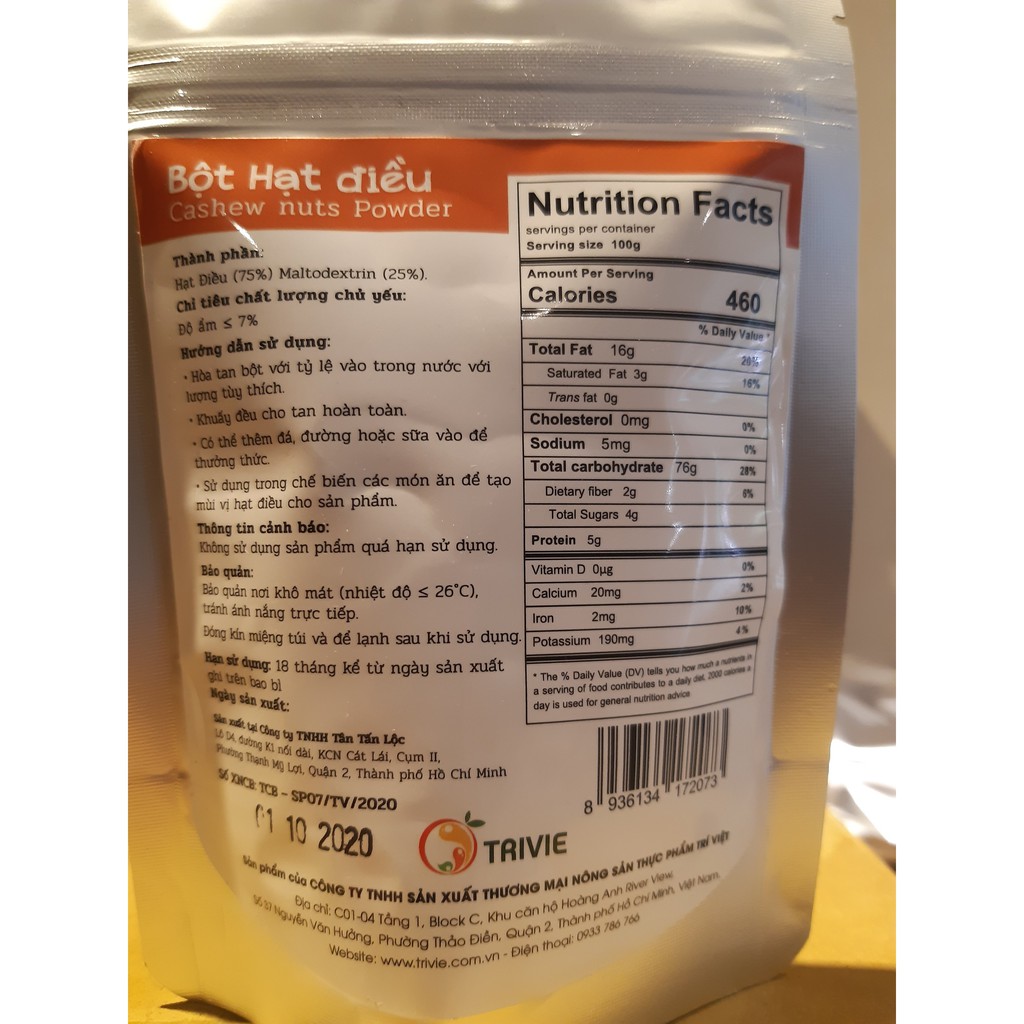 Bột Hạt điều
Cashew nuts Powder
Thành phần:
Hạt Điều (75%) Maltodextrin (25%).
Chỉ tiêu chất lượng chủ yếu:
Độ ẩm ≤ 7%
Hướng dẫn sử dụng:
• Hòa tan bột với tỷ lệ vào trong nước với
lượng tùy thích.
• Khuấy đều cho tan hoàn toàn.
• Có thể thêm đá, đường hoặc sữa vào để
thưởng thức.
• Sử dụng trong chế biến các món ăn để tạo
mùi vị hạt điều cho sản phẩm.
Thông tin cảnh báo:
Không sử dụng sản phẩm quá hạn sử dụng.
Bảo quản:
Bảo quản nơi khô mát (nhiệt độ ≤ 26°C),
tránh ánh nắng trực tiếp.
Đóng kín miệng túi và để lạnh sau khi sử dụng.
Hạn sử dụng: 18 tháng kể từ ngày sản xuất
ghi trên bao bì
Ngày sản xuất:
Sản xuất tại Công ty TNHH Tân Tấn Lộc
Lô D4, đường K1 nối dài, KCN Cát Lái, Cụm II,
Phường Thạnh Mỹ Lợi, Quận 2, Thành phố Hồ Chí Minh
Số XNCB: TCB – SP07/TV/2020
01 10 2020
Nutrition Facts
servings per container
Serving size 100g
Amount Per Serving
Calories 460
% Daily Value *
Total Fat 16g 20%
Saturated Fat 3g 16%
Trans fat 0g
Cholesterol 0mg 0%
Sodium 5mg 0%
Total carbohydrate 76g 28%
Dietary fiber 2g 6%
Total Sugars 4g
Protein 5g
Vitamin D 0µg 0%
Calcium 20mg 2%
Iron 2mg 10%
Potassium 190mg 4%
* The % Daily Value (DV) tells you how much a nutrients in
a serving of food contributes to a daily diet. 2000 calories a
day is used for general nutrition advice
8 936134 172073
TRIVIE
Sản phẩm của CÔNG TY TNHH SẢN XUẤT THƯƠNG MẠI NÔNG SẢN THỰC PHẨM TRÍ VIỆT
Địa chỉ: C01-04 Tầng 1, Block C, Khu căn hộ Hoàng Anh River View,
Số 37 Nguyễn Văn Hưởng, Phường Thảo Điền, Quận 2, Thành phố Hồ Chí Minh, Việt Nam.
Website: www.trivie.com.vn - Điện thoại: 0933 786 766